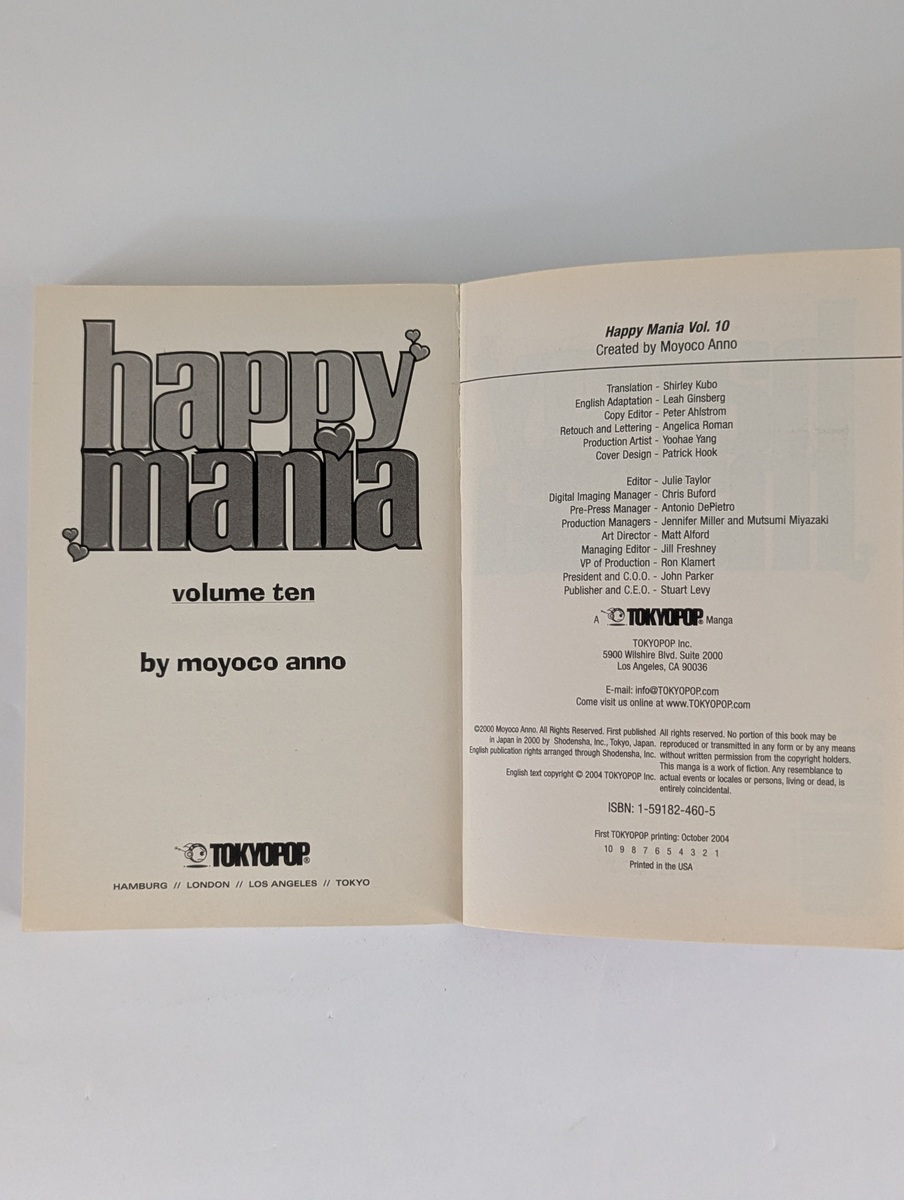 happy
mania
volume ten
by moyoco anno
TOKYOPOP®
HAMBURG // LONDON // LOS ANGELES // TOKYO
Happy Mania Vol. 10
Created by Moyoco Anno
Translation - Shirley Kubo
English Adaptation - Leah Ginsberg
Copy Editor - Peter Ahlstrom
Retouch and Lettering - Angelica Roman
Production Artist - Yoohae Yang
Cover Design - Patrick Hook
Editor - Julie Taylor
Digital Imaging Manager - Chris Buford
Pre-Press Manager - Antonio DePietro
Production Managers - Jennifer Miller and Mutsumi Miyazaki
Art Director - Matt Alford
Managing Editor - Jill Freshney
VP of Production - Ron Klamert
President and C.O.O. - John Parker
Publisher and C.E.O. - Stuart Levy
A TOKYOPOP® Manga
TOKYOPOP Inc.
5900 Wilshire Blvd. Suite 2000
Los Angeles, CA 90036
E-mail: info@TOKYOPOP.com
Come visit us online at www.TOKYOPOP.com
©2000 Moyoco Anno. All Rights Reserved. First published
in Japan in 2000 by Shodensha, Inc., Tokyo, Japan.
English publication rights arranged through Shodensha, Inc.
English text copyright © 2004 TOKYOPOP Inc.
All rights reserved. No portion of this book may be
reproduced or transmitted in any form or by any means
without written permission from the copyright holders.
This manga is a work of fiction. Any resemblance to
actual events or locales or persons, living or dead, is
entirely coincidental.
ISBN: 1-59182-460-5
First TOKYOPOP printing: October 2004
10 9 8 7 6 5 4 3 2 1
Printed in the USA